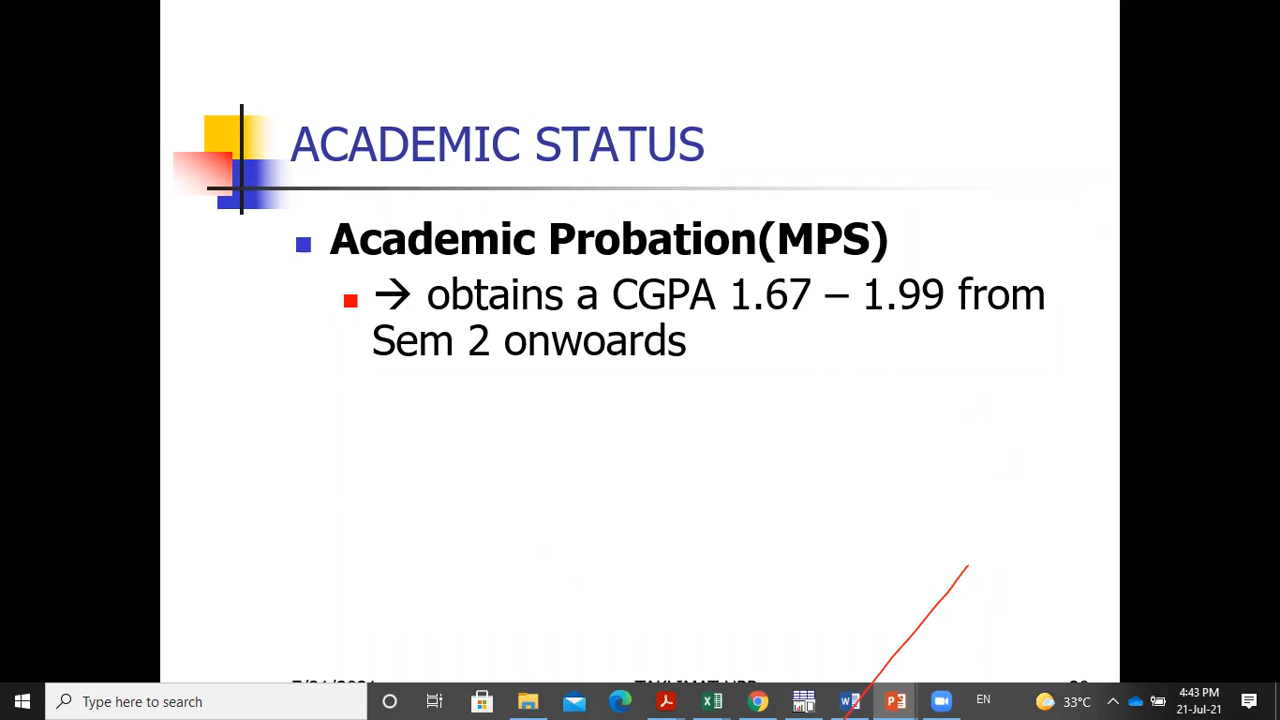 ACADEMIC STATUS
Academic Probation(MPS)
→ obtains a CGPA 1.67 – 1.99 from
Sem 2 onwoards
Type here to search
EN
33°C
4:43 PM
21-Jul-21